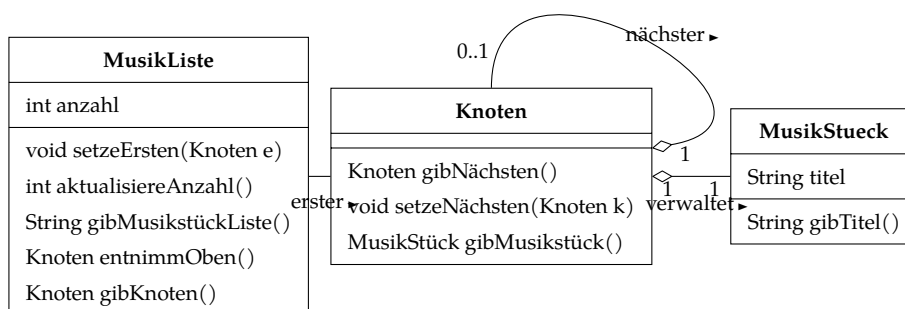 MusikListe
int anzahl
void setzeErsten(Knoten e)
int aktualisiereAnzahl()
String gibMusikstückListe()
Knoten entnimmOben()
Knoten gibKnoten()
erster
0..1
nächster
Knoten
Knoten gibNächsten()
void setzeNächsten(Knoten k)
MusikStück gibMusikstück()
1
1
1
verwaltet
MusikStueck
String titel
String gibTitel()